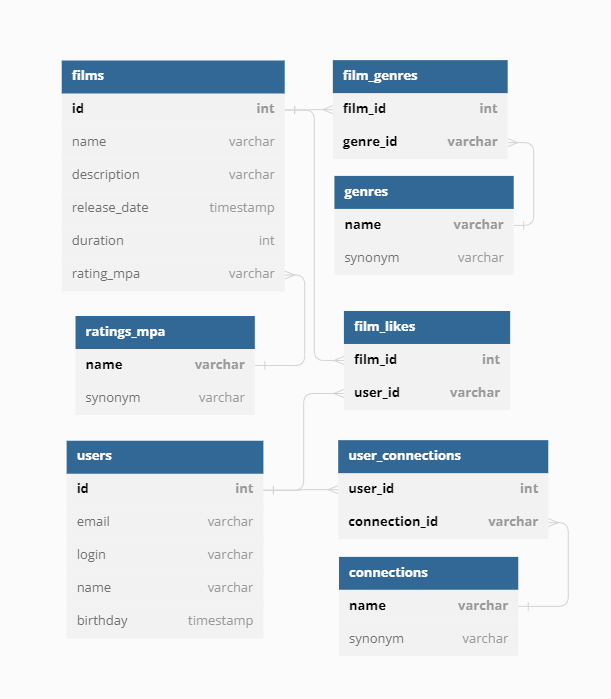 films
id int
name varchar
description varchar
release_date timestamp
duration int
rating_mpa varchar
film_genres
film_id int
genre_id varchar
genres
name varchar
synonym varchar
ratings_mpa
name varchar
synonym varchar
film_likes
film_id int
user_id varchar
users
id int
email varchar
login varchar
name varchar
birthday timestamp
user_connections
user_id int
connection_id varchar
connections
name varchar
synonym varchar